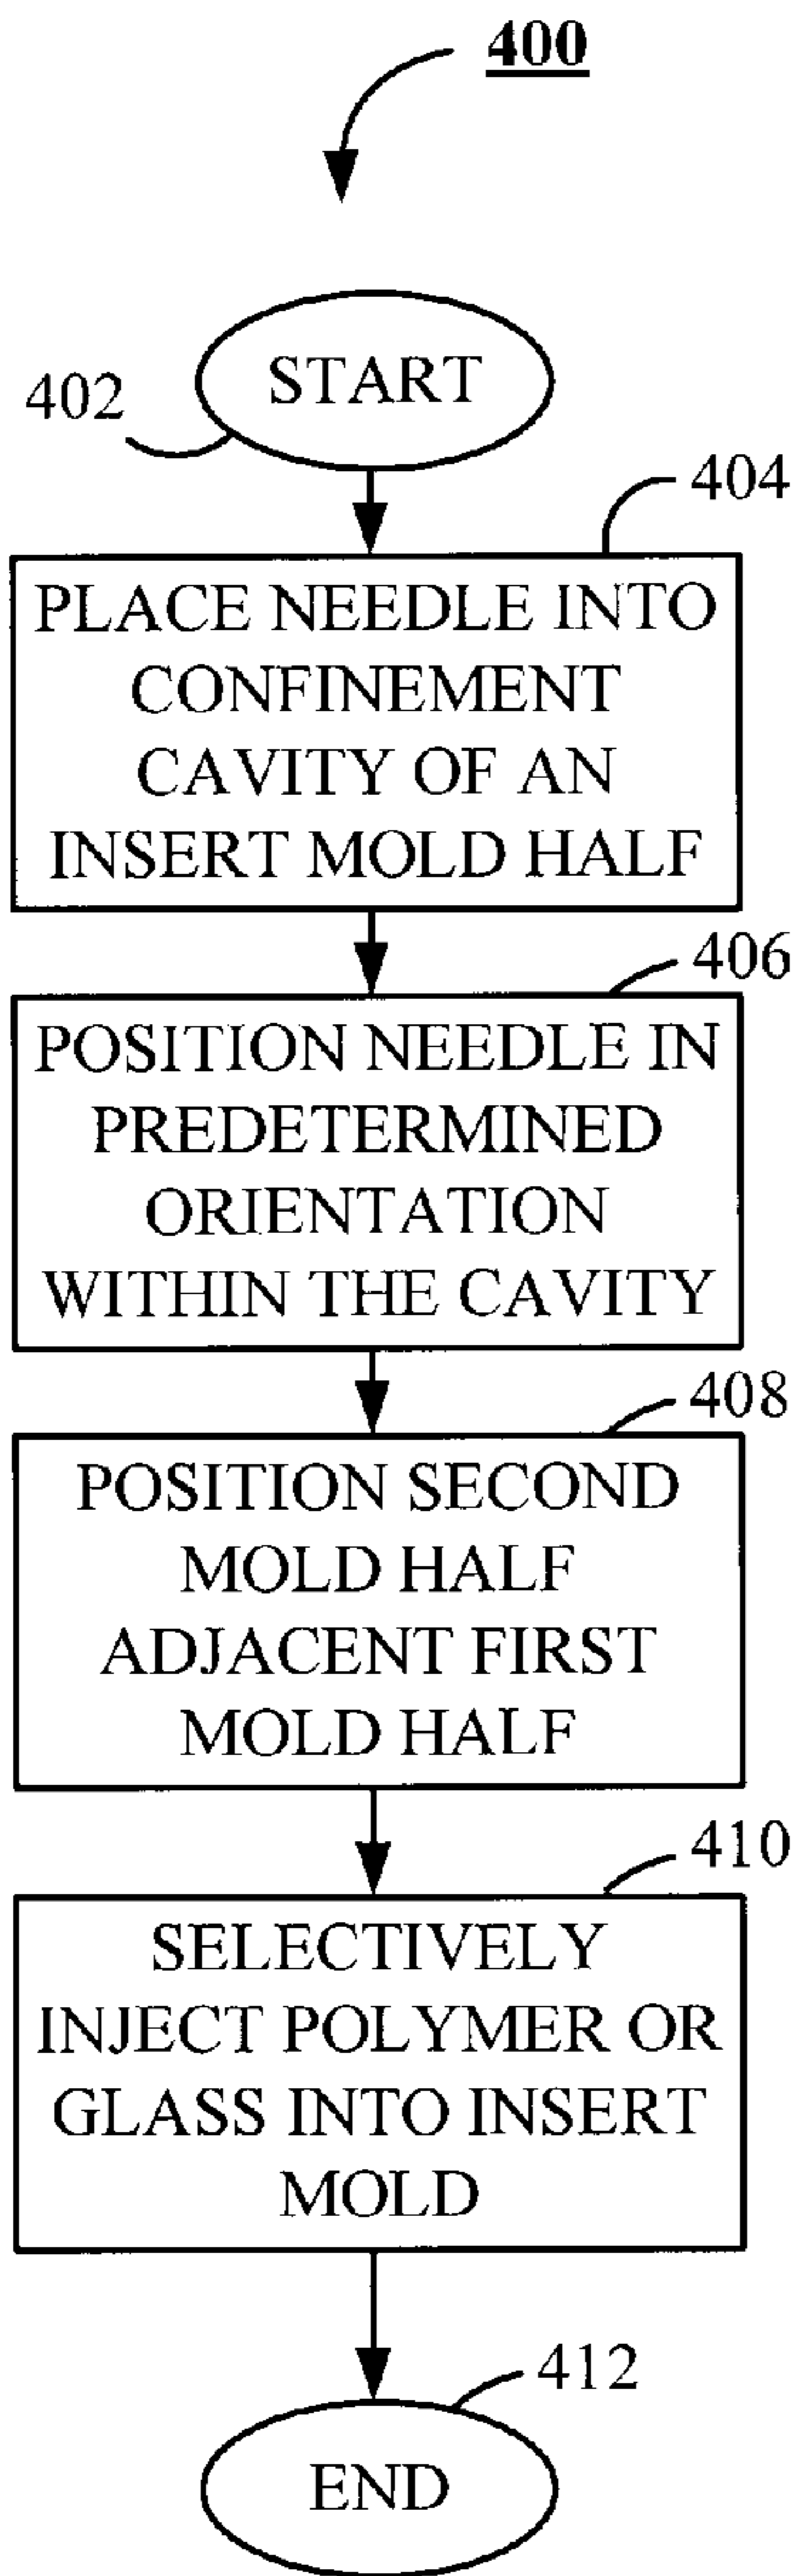 400
START
402
404
PLACE NEEDLE INTO
CONFINEMENT
CAVITY OF AN
INSERT MOLD HALF
406
POSITION NEEDLE IN
PREDETERMINED
ORIENTATION
WITHIN THE CAVITY
408
POSITION SECOND
MOLD HALF
ADJACENT FIRST
MOLD HALF
410
SELECTIVELY
INJECT POLYMER OR
GLASS INTO INSERT
MOLD
412
END